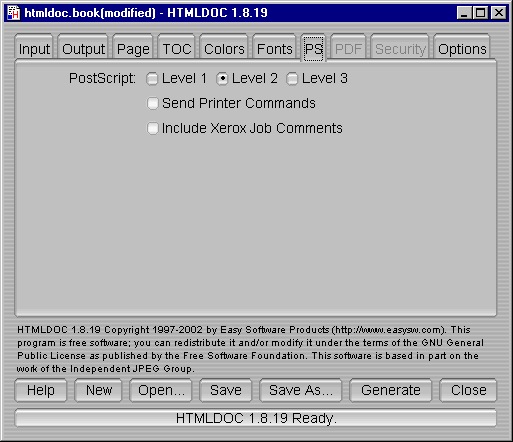 htmldoc.book(modified) - HTMLDOC 1.8.19
Input Output Page TOC Colors Fonts PS PDF Security Options
PostScript: Level 1 Level 2 Level 3
Send Printer Commands
Include Xerox Job Comments
HTMLDOC 1.8.19 Copyright 1997-2002 by Easy Software Products (http://www.easysw.com). This
program is free software; you can redistribute it and/or modify it under the terms of the GNU General
Public License as published by the Free Software Foundation. This software is based in part on the
work of the Independent JPEG Group.
Help New Open... Save Save As... Generate Close
HTMLDOC 1.8.19 Ready.